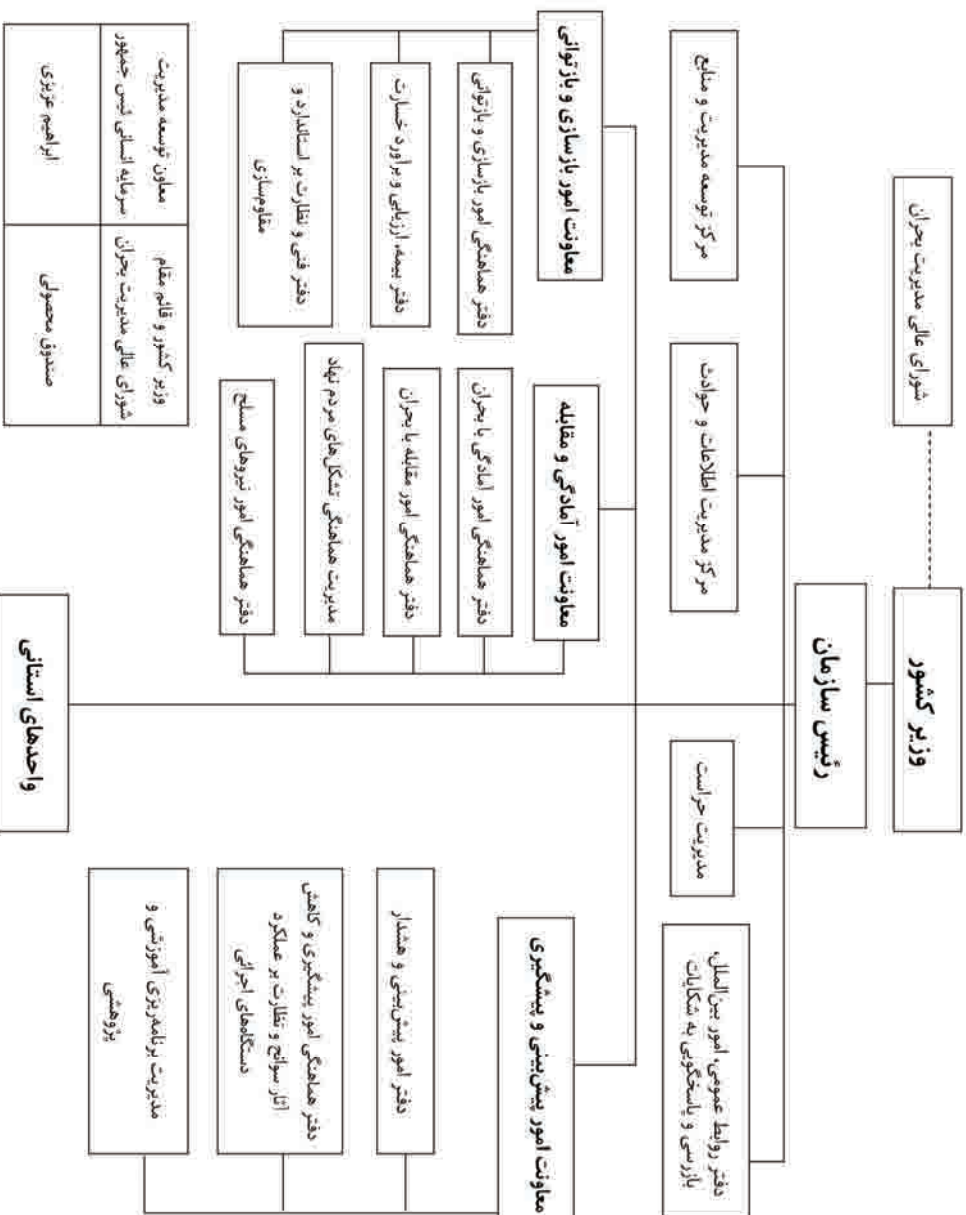 وزیر کشور
شورای عالی مدیریت بحران
رئیس سازمان
دفتر روابط عمومی، امور بین‌الملل،
بازرسی و پاسخگویی به شکایات
مدیریت حراست
مرکز مدیریت اطلاعات و حوادث
مرکز توسعه مدیریت و منابع
معاونت امور پیش‌بینی و پیشگیری
دفتر امور پیش‌بینی و هشدار
دفتر هماهنگی امور پیشگیری و کاهش
آثار سوانح و نظارت بر عملکرد
دستگاه‌های اجرائی
مدیریت برنامه‌ریزی آموزشی و
پژوهشی
معاونت امور آمادگی و مقابله
دفتر هماهنگی امور آمادگی با بحران
دفتر هماهنگی امور مقابله با بحران
مدیریت هماهنگی تشکل‌های مردم نهاد
دفتر هماهنگی امور نیروهای مسلح
معاونت امور بازسازی و بازتوانی
دفتر هماهنگی امور بازسازی و بازتوانی
دفتر بیمه، ارزیابی و برآورد خسارت
دفتر فنی و نظارت بر استاندارد و
مقاوم‌سازی
واحدهای استانی
وزیر کشور و قائم مقام
شورای عالی مدیریت بحران
صندوق محصولی
معاون توسعه مدیریت
سرمایه انسانی ئیس جمهور
ابراهیم عزیزی